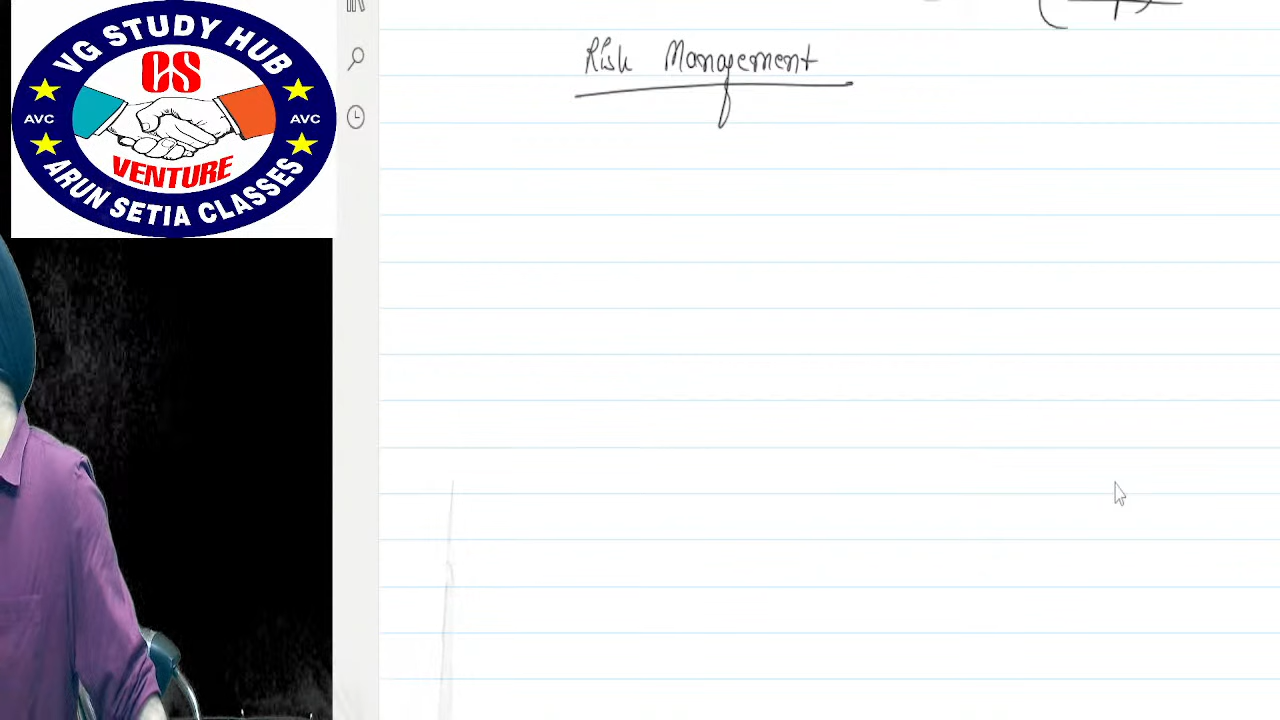 VG STUDY HUB
CS
AVC
AVC
VENTURE
ARUN SETIA CLASSES
Risk Management